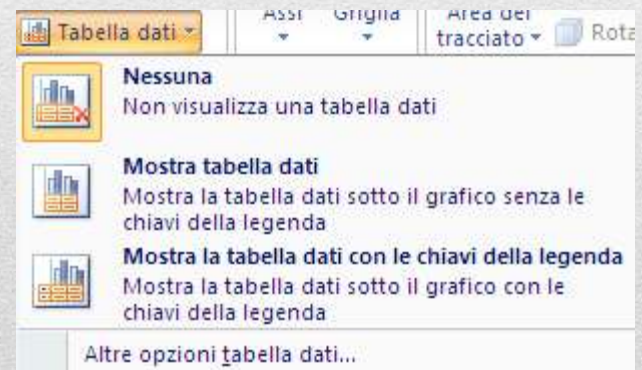 Tabella dati
Assi
Griglia
Area del
tracciato
Nessuna
Non visualizza una tabella dati
Mostra tabella dati
Mostra la tabella dati sotto il grafico senza le
chiavi della legenda
Mostra la tabella dati con le chiavi della legenda
Mostra la tabella dati sotto il grafico con le
chiavi della legenda
Altre opzioni tabella dati...